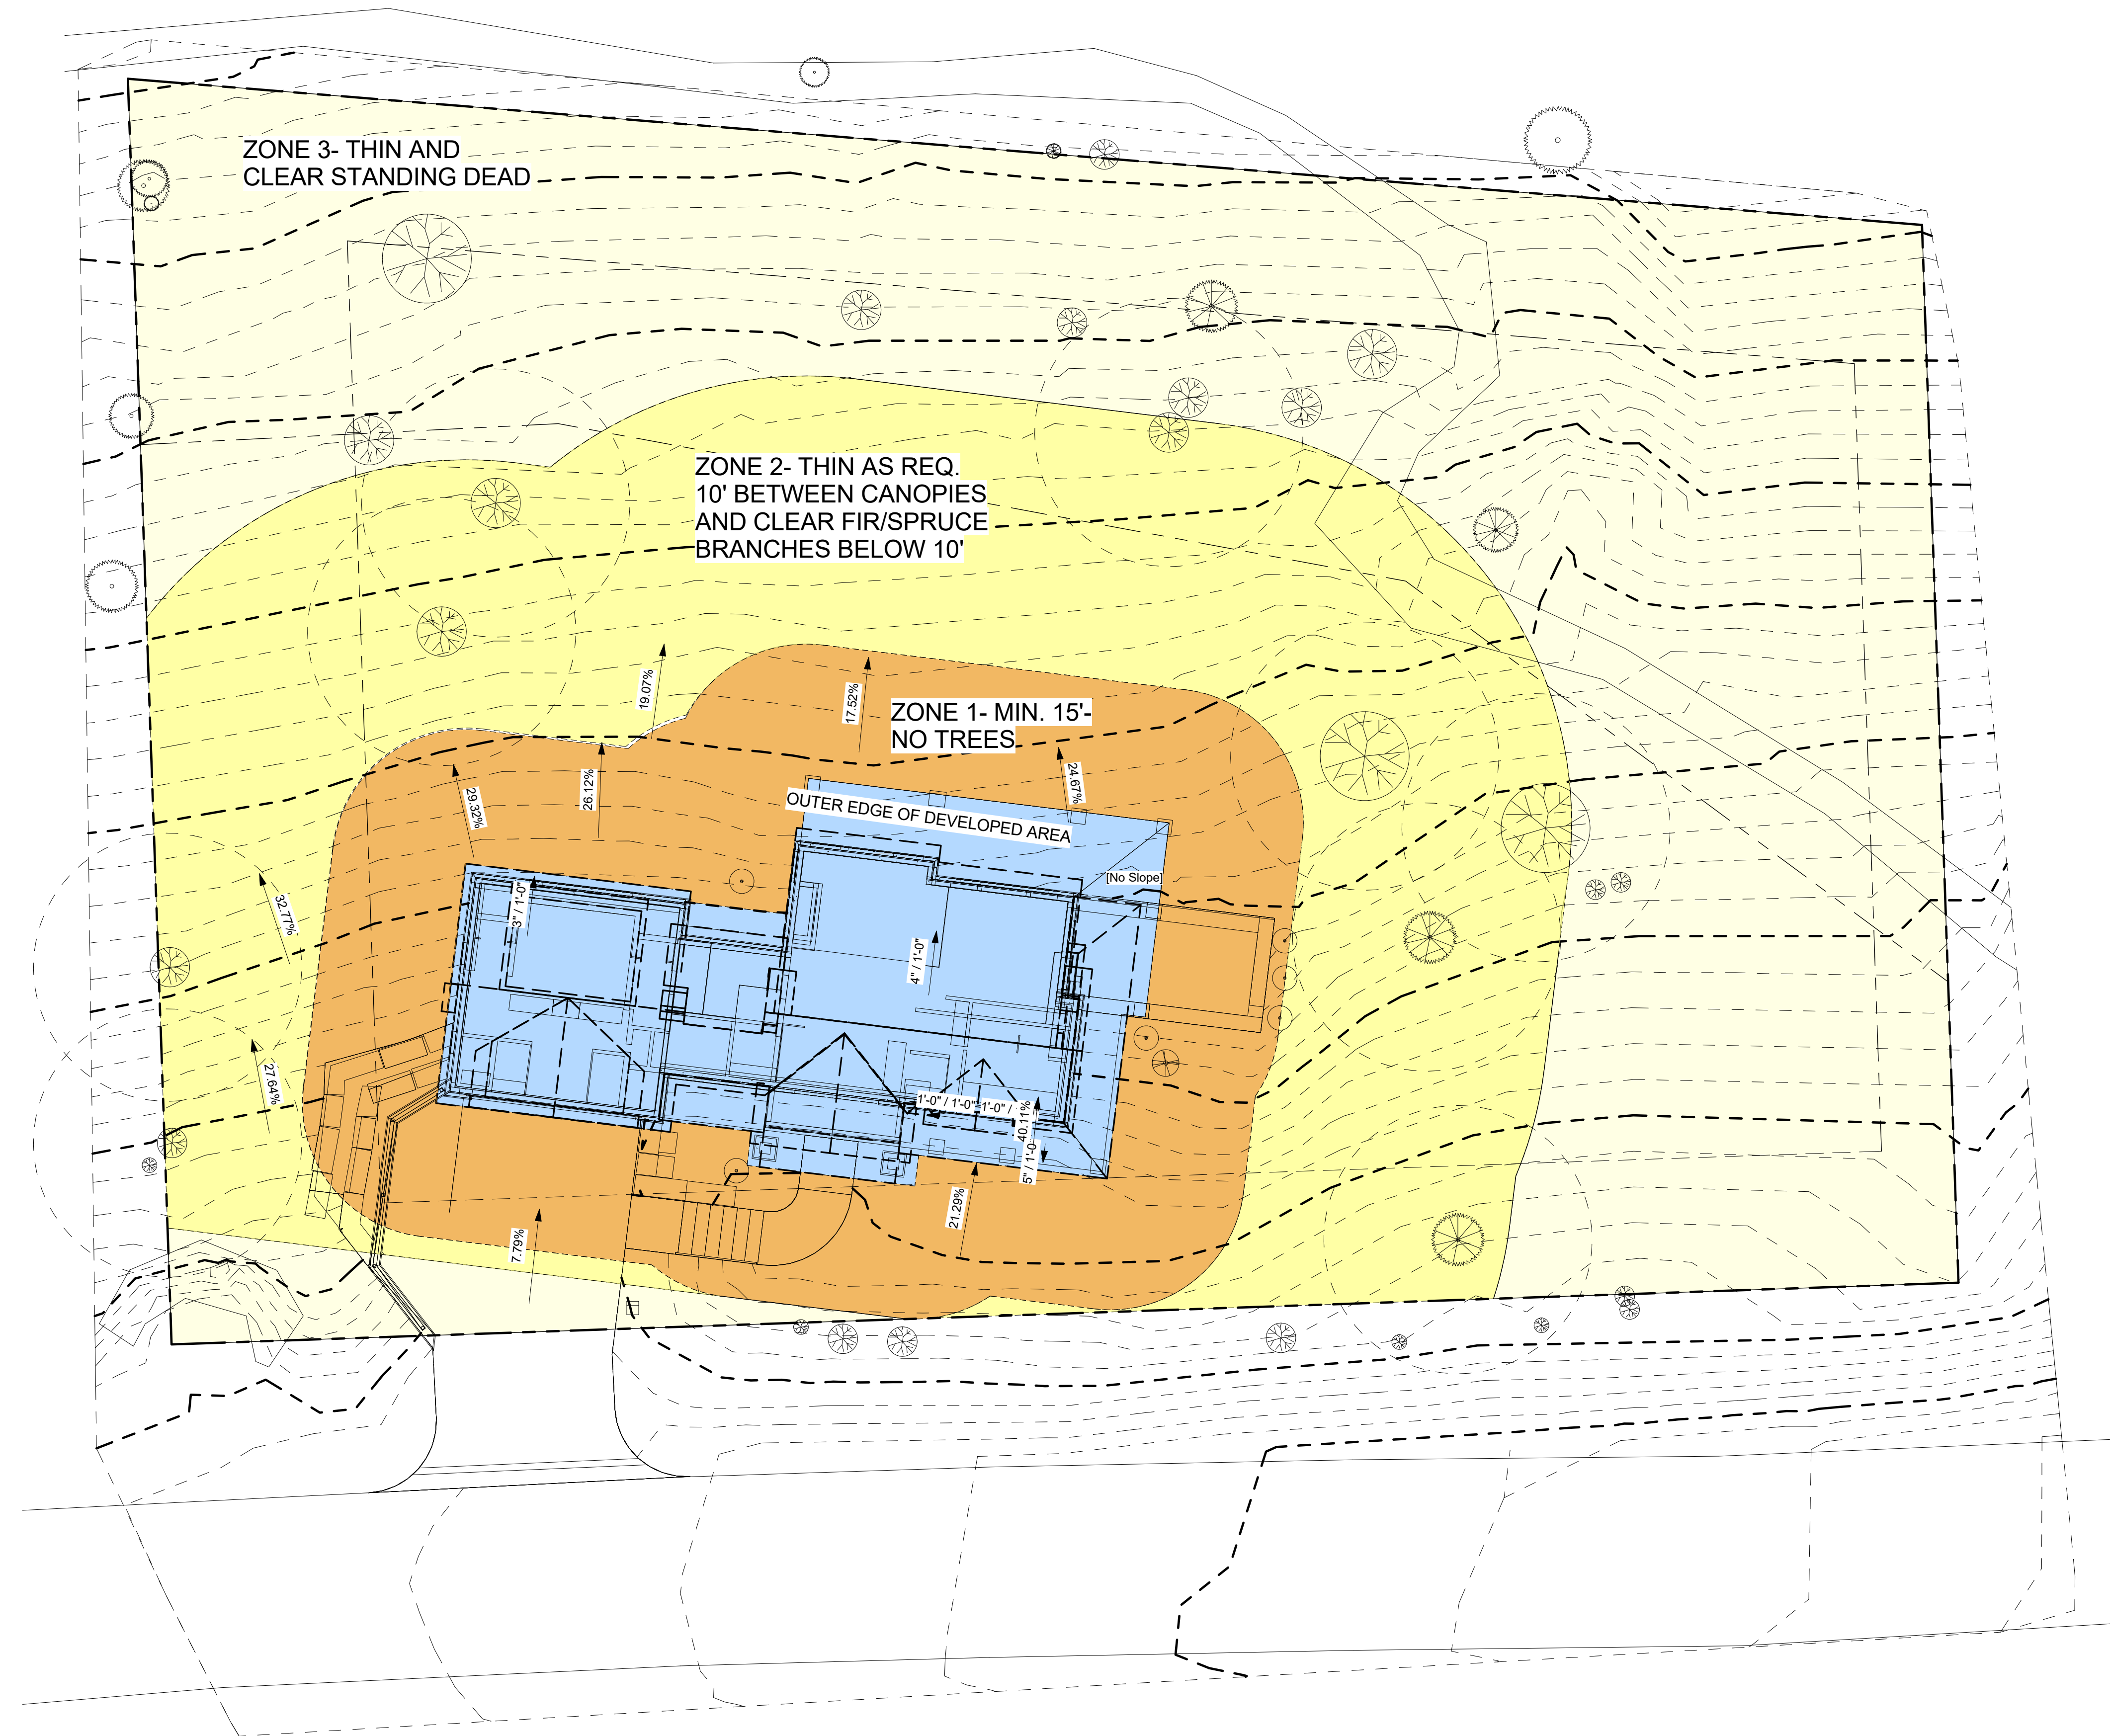 ZONE 3- THIN AND
CLEAR STANDING DEAD
ZONE 2- THIN AS REQ.
10' BETWEEN CANOPIES
AND CLEAR FIR/SPRUCE
BRANCHES BELOW 10'
19.07%
17.52%
ZONE 1- MIN. 15'-
NO TREES
29.32%
26.12%
24.67%
OUTER EDGE OF DEVELOPED AREA
[No Slope]
32.77%
3" / 1'-0"
4" / 1'-0"
27.64%
1'-0" / 1'-0"
1'-0" /
40.11%
5" / 1'-0
21.29%
7.79%